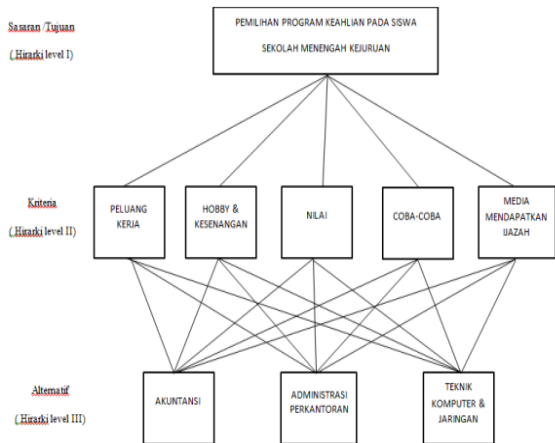 Sasaran /Tujuan
( Hirarki level I)
PEMILIHAN PROGRAM KEAHLIAN PADA SISWA
SEKOLAH MENENGAH KEJURUAN
Kriteria
( Hirarki level II)
PELUANG
KERJA
HOBBY &
KESENANGAN
NILAI
COBA-COBA
MEDIA
MENDAPATKAN
IJAZAH
Alternatif
( Hirarki level III)
AKUNTANSI
ADMINISTRASI
PERKANTORAN
TEKNIK
KOMPUTER &
JARINGAN